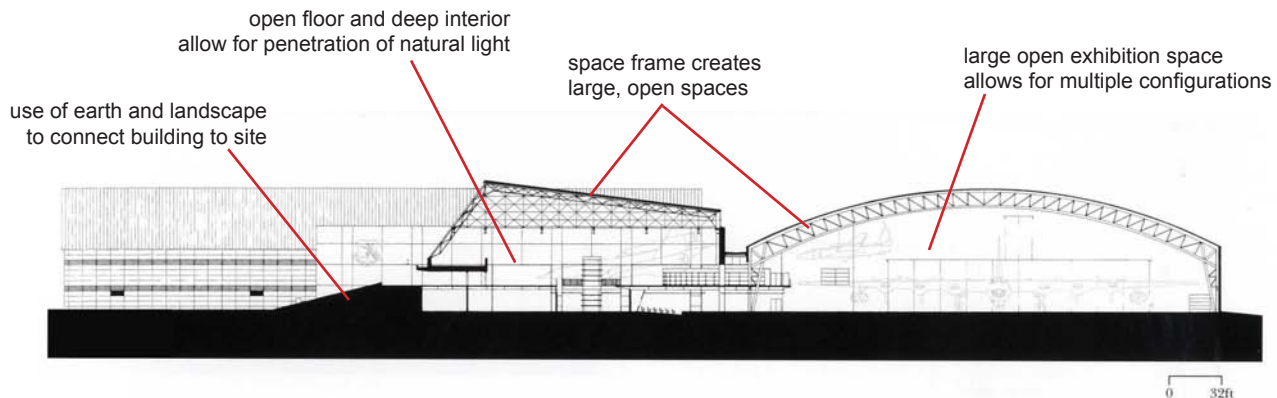 open floor and deep interior
allow for penetration of natural light
space frame creates
large, open spaces
large open exhibition space
allows for multiple configurations
use of earth and landscape
to connect building to site
0 32ft